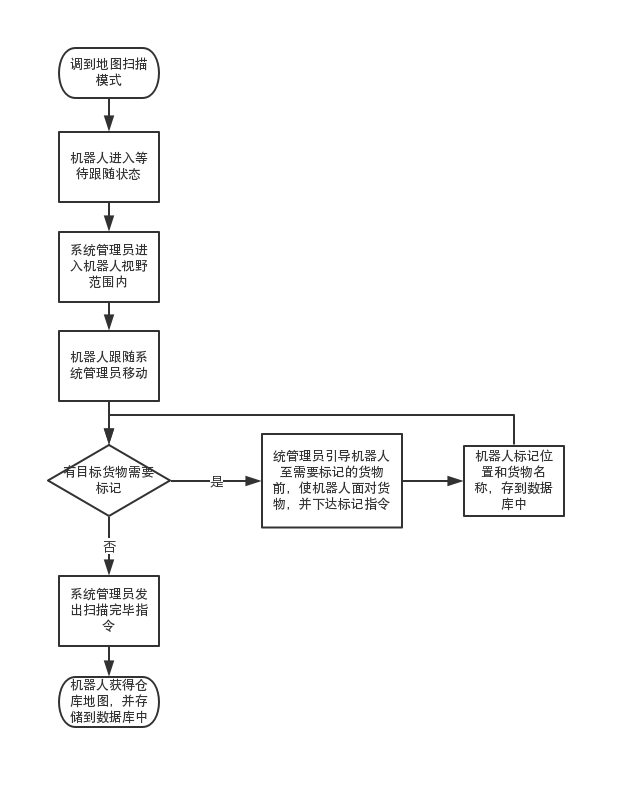 调到地图扫描
模式
机器人进入等
待跟随状态
系统管理员进
入机器人视野
范围内
机器人跟随系
统管理员移动
有目标货物需要
标记
是
统管理员引导机器人
至需要标记的货物
前，使机器人面对货
物，并下达标记指令
机器人标记位
置和货物名
称，存到数据
库中
否
系统管理员发
出扫描完毕指
令
机器人获得仓
库地图，并存
储到数据库中